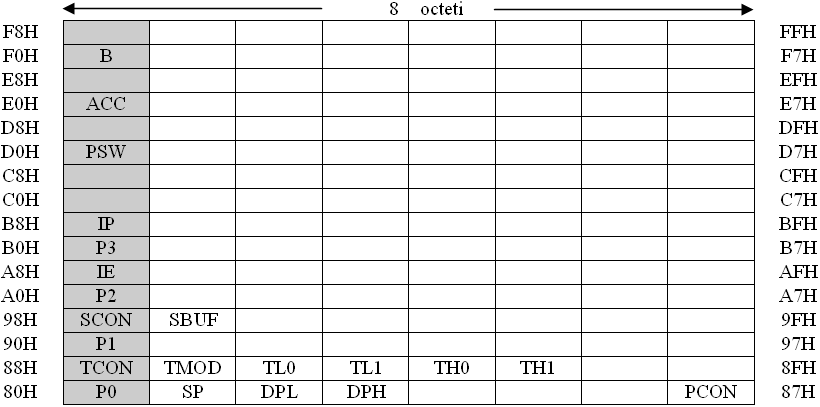 8 octeti
F8H FFH
F0H B F7H
E8H EFH
E0H ACC E7H
D8H DFH
D0H PSW D7H
C8H CFH
C0H C7H
B8H IP BFH
B0H P3 B7H
A8H IE AFH
A0H P2 A7H
98H SCON SBUF 9FH
90H P1 97H
88H TCON TMOD TL0 TL1 TH0 TH1 8FH
80H P0 SP DPL DPH PCON 87H